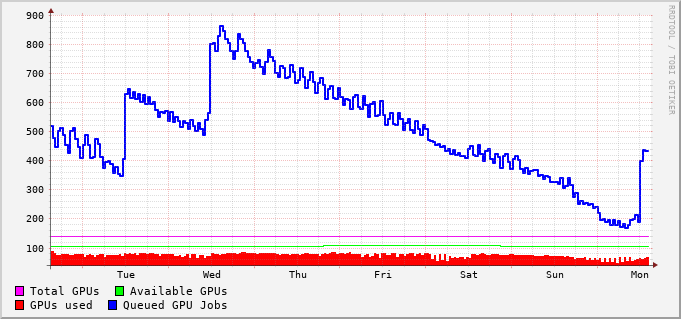 900
800
700
600
500
400
300
200
100
Tue Wed Thu Fri Sat Sun Mon
Total GPUs Available GPUs
GPUs used Queued GPU Jobs
RRDTOOL / TOBI OETIKER